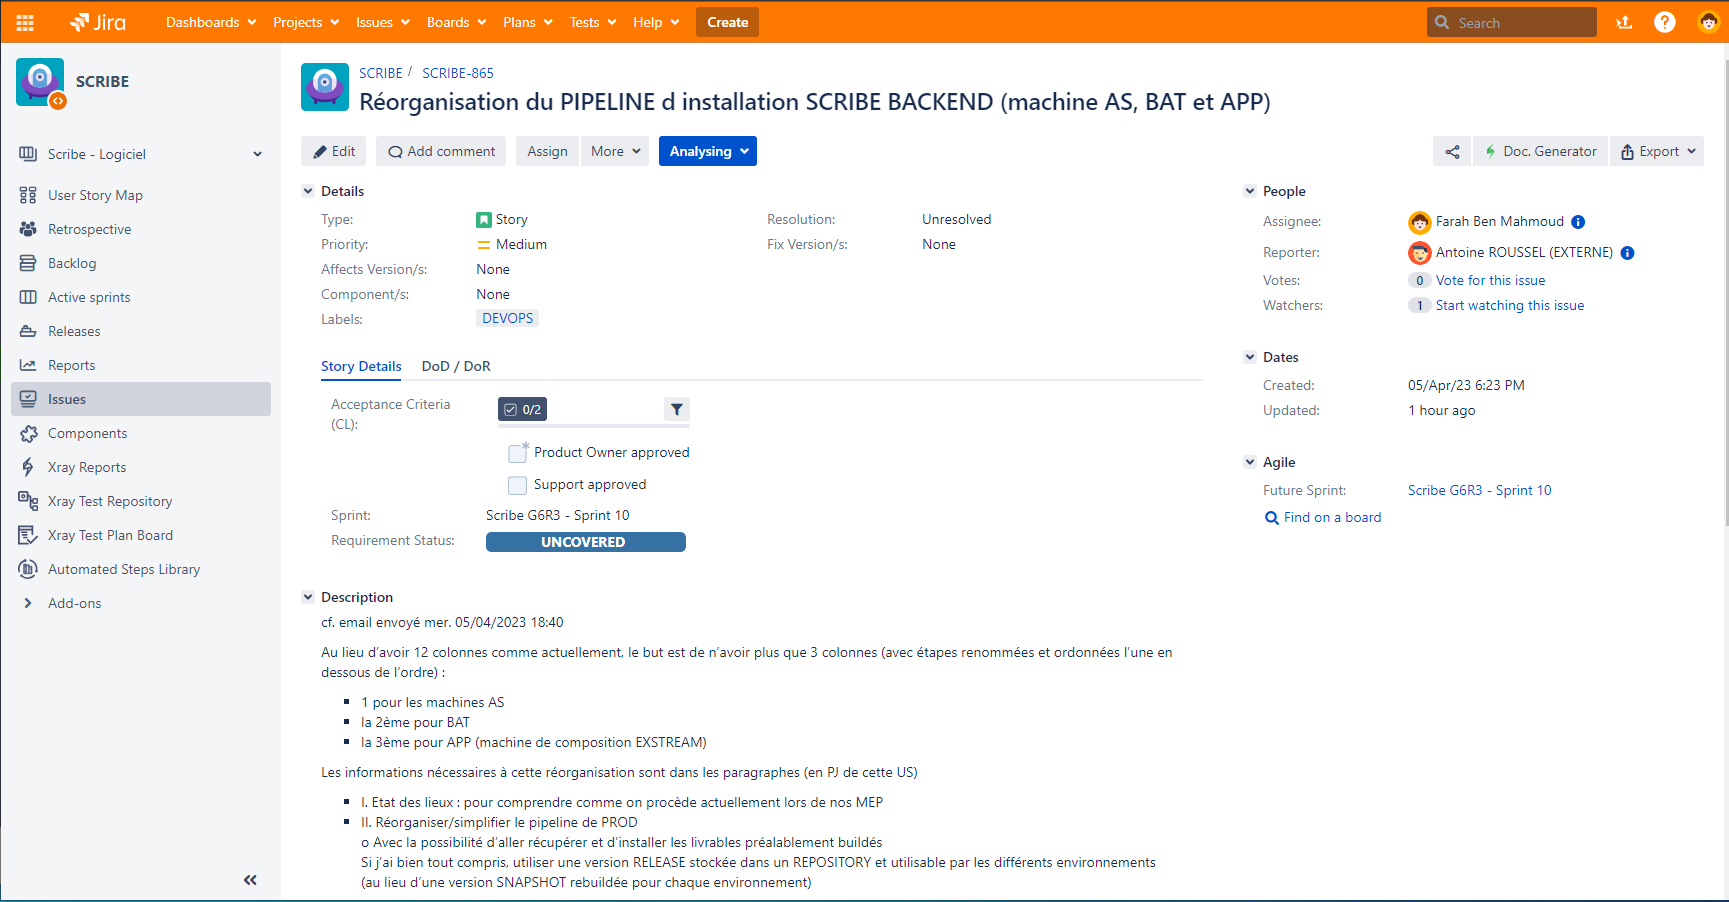 Jira Dashboards Projects Issues Boards Plans Tests Help Create Search
SCRIBE
Scribe - Logiciel
User Story Map
Retrospective
Backlog
Active sprints
Releases
Reports
Issues
Components
Xray Reports
Xray Test Repository
Xray Test Plan Board
Automated Steps Library
Add-ons
SCRIBE / SCRIBE-865
Réorganisation du PIPELINE d installation SCRIBE BACKEND (machine AS, BAT et APP)
Edit Add comment Assign More Analysing Doc. Generator Export
Details
Type: Story Resolution: Unresolved
Priority: Medium Fix Version/s: None
Affects Version/s: None
Component/s: None
Labels: DEVOPS
Story Details DoD / DoR
Acceptance Criteria (CL): 0/2
Product Owner approved
Support approved
Sprint: Scribe G6R3 - Sprint 10
Requirement Status: UNCOVERED
Description
cf. email envoyé mer. 05/04/2023 18:40
Au lieu d’avoir 12 colonnes comme actuellement, le but est de n’avoir plus que 3 colonnes (avec étapes renommées et ordonnées l’une en
dessous de l’ordre) :
1 pour les machines AS
la 2ème pour BAT
la 3ème pour APP (machine de composition EXSTREAM)
Les informations nécessaires à cette réorganisation sont dans les paragraphes (en PJ de cette US)
I. Etat des lieux : pour comprendre comme on procède actuellement lors de nos MEP
II. Réorganiser/simplifier le pipeline de PROD
o Avec la possibilité d’aller récupérer et d’installer les livrables préalablement buildés
Si j’ai bien tout compris, utiliser une version RELEASE stockée dans un REPOSITORY et utilisable par les différents environnements
(au lieu d’une version SNAPSHOT rebuildée pour chaque environnement)
People
Assignee: Farah Ben Mahmoud
Reporter: Antoine ROUSSEL (EXTERNE)
Votes: 0 Vote for this issue
Watchers: 1 Start watching this issue
Dates
Created: 05/Apr/23 6:23 PM
Updated: 1 hour ago
Agile
Future Sprint: Scribe G6R3 - Sprint 10
Find on a board